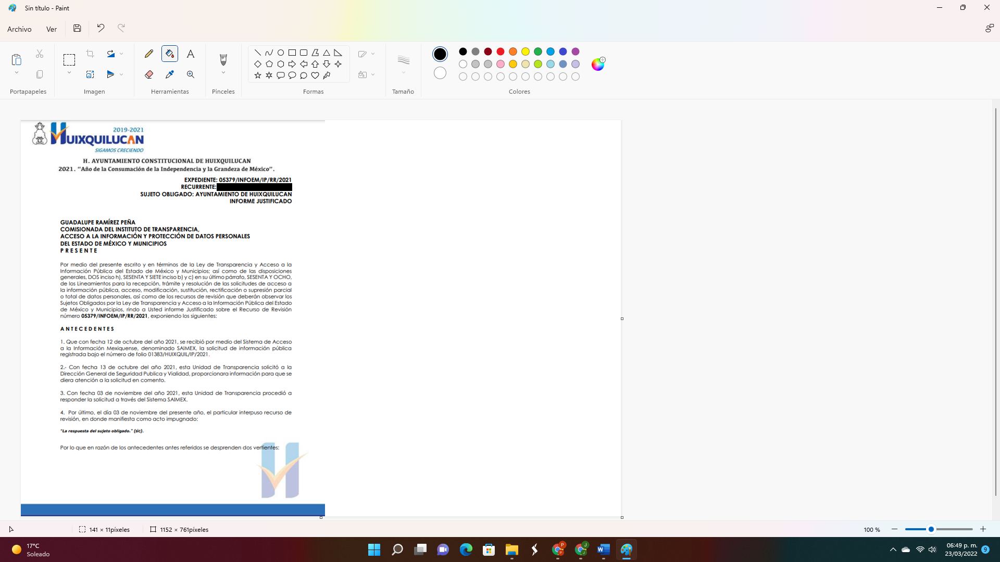 Sin título - Paint
Archivo
Ver
Portapapeles
Imagen
Herramientas
Pinceles
Formas
Tamaño
Colores
2019-2021
HUIXQUILUCAN
SIGAMOS CRECIENDO
H. AYUNTAMIENTO CONSTITUCIONAL DE HUIXQUILUCAN
2021. “Año de la Consumación de la Independencia y la Grandeza de México”.
EXPEDIENTE: 05379/INFOEM/IP/RR/2021
RECURRENTE:
SUJETO OBLIGADO: AYUNTAMIENTO DE HUIXQUILUCAN
INFORME JUSTIFICADO
GUADALUPE RAMÍREZ PEÑA
COMISIONADA DEL INSTITUTO DE TRANSPARENCIA,
ACCESO A LA INFORMACIÓN Y PROTECCIÓN DE DATOS PERSONALES
DEL ESTADO DE MÉXICO Y MUNICIPIOS
P R E S E N T E
Por medio del presente escrito y en términos de la Ley de Transparencia y Acceso a la
Información Pública del Estado de México y Municipios; así como de las disposiciones
generales, DOS inciso h), SESENTA Y SIETE inciso b) y c) en su último párrafo, SESENTA Y OCHO,
de los Lineamientos para la recepción, trámite y resolución de las solicitudes de acceso a
la información pública, acceso, modificación, sustitución, rectificación o supresión parcial
o total de datos personales, así como de los recursos de revisión que deberán observar los
Sujetos Obligados por la Ley de Transparencia y Acceso a la Información Pública del Estado
de México y Municipios, rindo a Usted informe Justificado sobre el Recurso de Revisión
número 05379/INFOEM/IP/RR/2021, exponiendo los siguientes:
A N T E C E D E N T E S
1. Que con fecha 12 de octubre del año 2021, se recibió por medio del Sistema de Acceso
a la Información Mexiquense, denominado SAIMEX, la solicitud de información pública
registrada bajo el número de folio 01383/HUIXQUIL/IP/2021.
2.- Con fecha 13 de octubre del año 2021, esta Unidad de Transparencia solicitó a la
Dirección General de Seguridad Publica y Vialidad, proporcionara información para que se
diera atención a la solicitud en comento.
3. Con fecha 03 de noviembre del año 2021, esta Unidad de Transparencia procedió a
responder la solicitud a través del Sistema SAIMEX.
4. Por último, el día 03 de noviembre del presente año, el particular interpuso recurso de
revisión, en donde manifiesta como acto impugnado:
"La respuesta del sujeto obligado." (sic).
Por lo que en razón de los antecedentes antes referidos se desprenden dos vertientes:
141 × 11píxeles
1152 × 761píxeles
100 %
17°C
Soleado
06:49 p. m.
23/03/2022
9